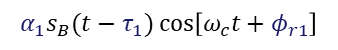 α₁s_B(t − τ₁) cos[ω_c t + ϕ_r1]